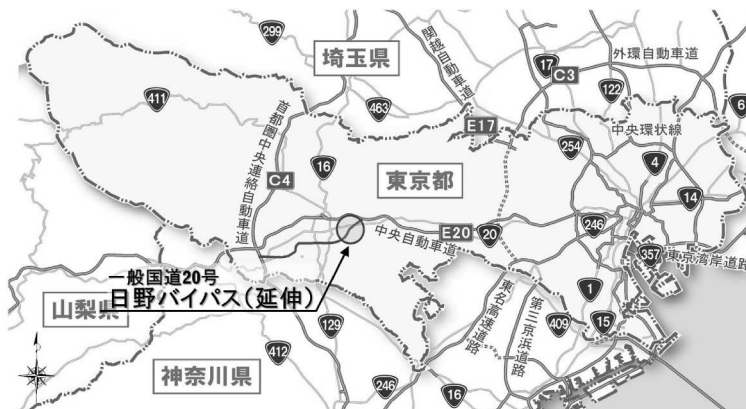 299
埼玉県
関越自動車道
17
C3
外環自動車道
122
6
411
463
E17
中央環状線
首都圏中央連絡自動車道
16
C4
東京都
254
4
14
246
E20
20
中央自動車道
357
東京湾岸道路
一般国道20号
日野バイパス(延伸)
山梨県
129
東名高速道路
第三京浜道路
1
409
15
412
神奈川県
246
16